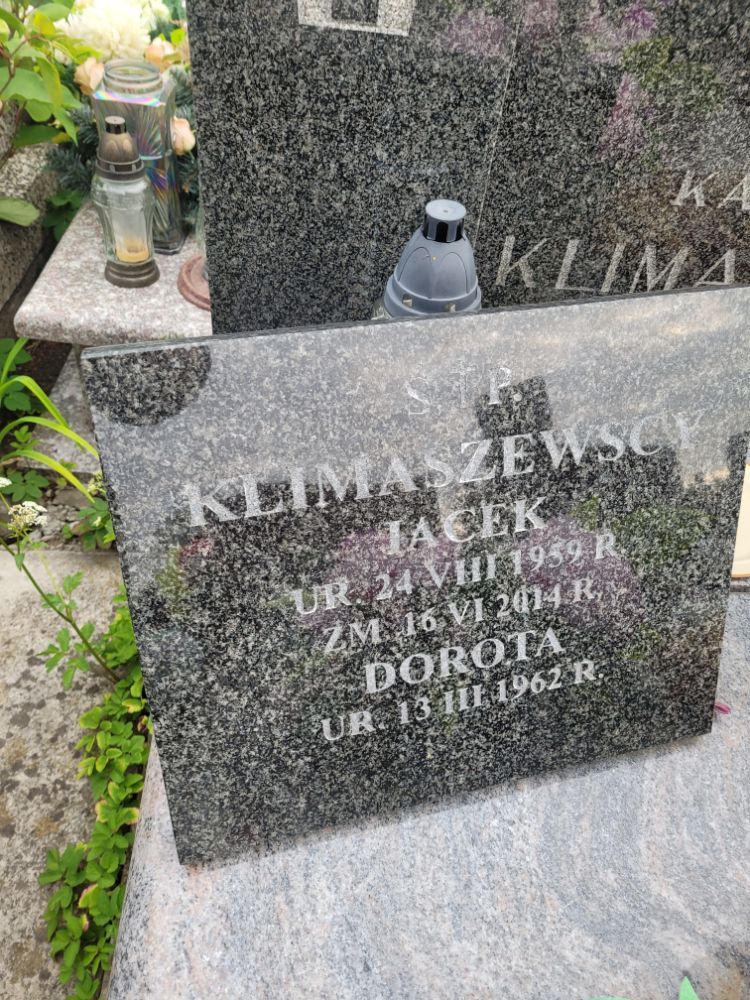 KLIMA
Ś † P.
KLIMASZEWSCY
JACEK
UR. 24 VIII 1959 R.
ZM. 16 VI 2014 R.
DOROTA
UR. 13 III 1962 R.